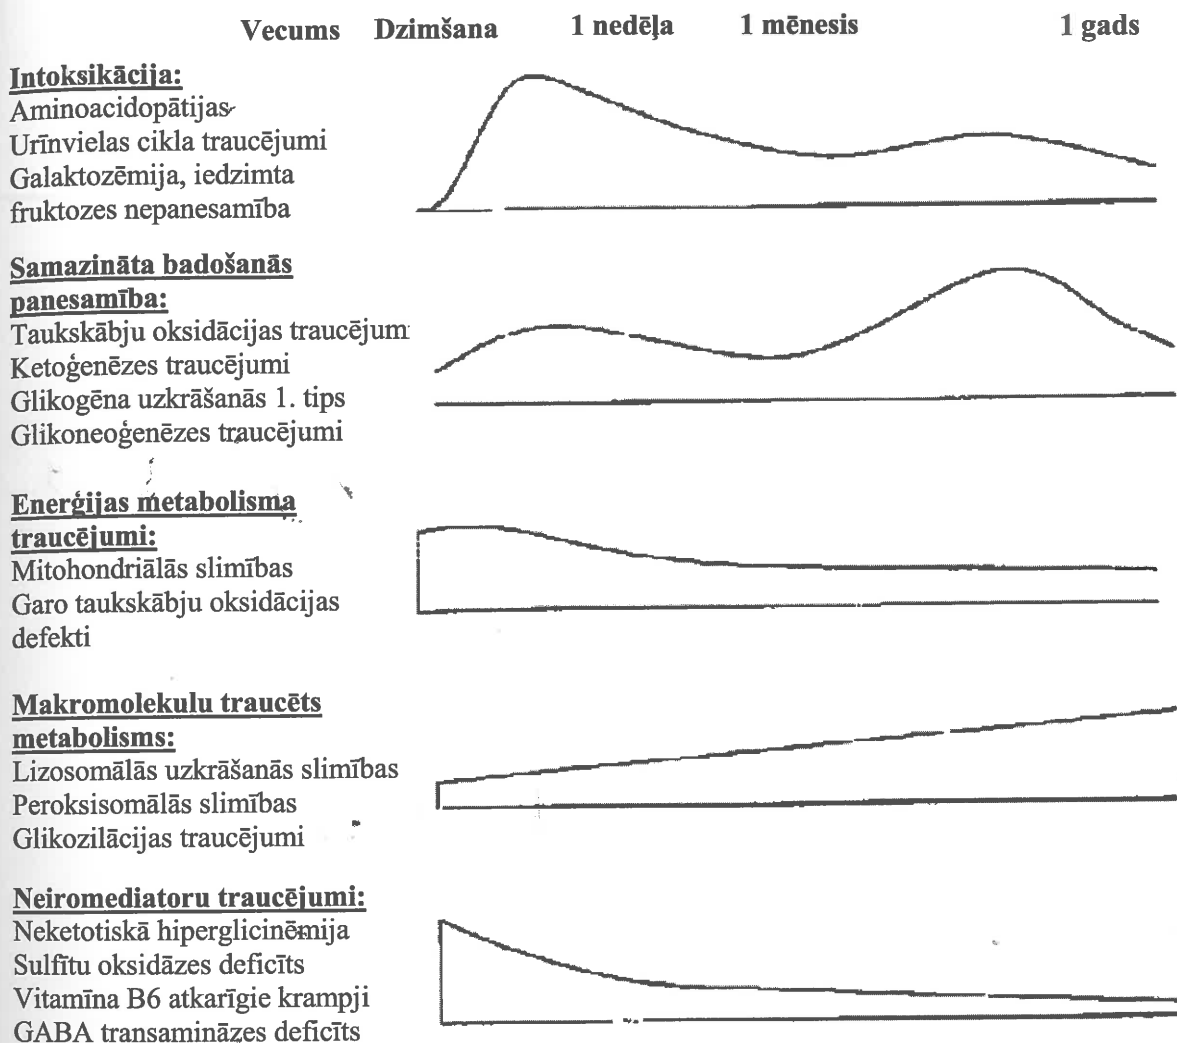 Vecums Dzimšana 1 nedēļa 1 mēnesis 1 gads
Intoksikācija:
Aminoacidopātijas
Urīnvielas cikla traucējumi
Galaktozēmija, iedzimta
fruktozes nepanesamība
Samazināta badošanās
panesamība:
Taukskābju oksidācijas traucējum
Ketoģenēzes traucējumi
Glikogēna uzkrāšanās 1. tips
Glikoneoģenēzes traucējumi
Enerģijas metabolisma
traucējumi:
Mitohondriālās slimības
Garo taukskābju oksidācijas
defekti
Makromolekulu traucēts
metabolisms:
Lizosomālās uzkrāšanās slimības
Peroksisomālās slimības
Glikozilācijas traucējumi
Neiromediatoru traucējumi:
Neketotiskā hiperglicinēmija
Sulfītu oksidāzes deficīts
Vitamīna B6 atkarīgie krampji
GABA transamināzes deficīts